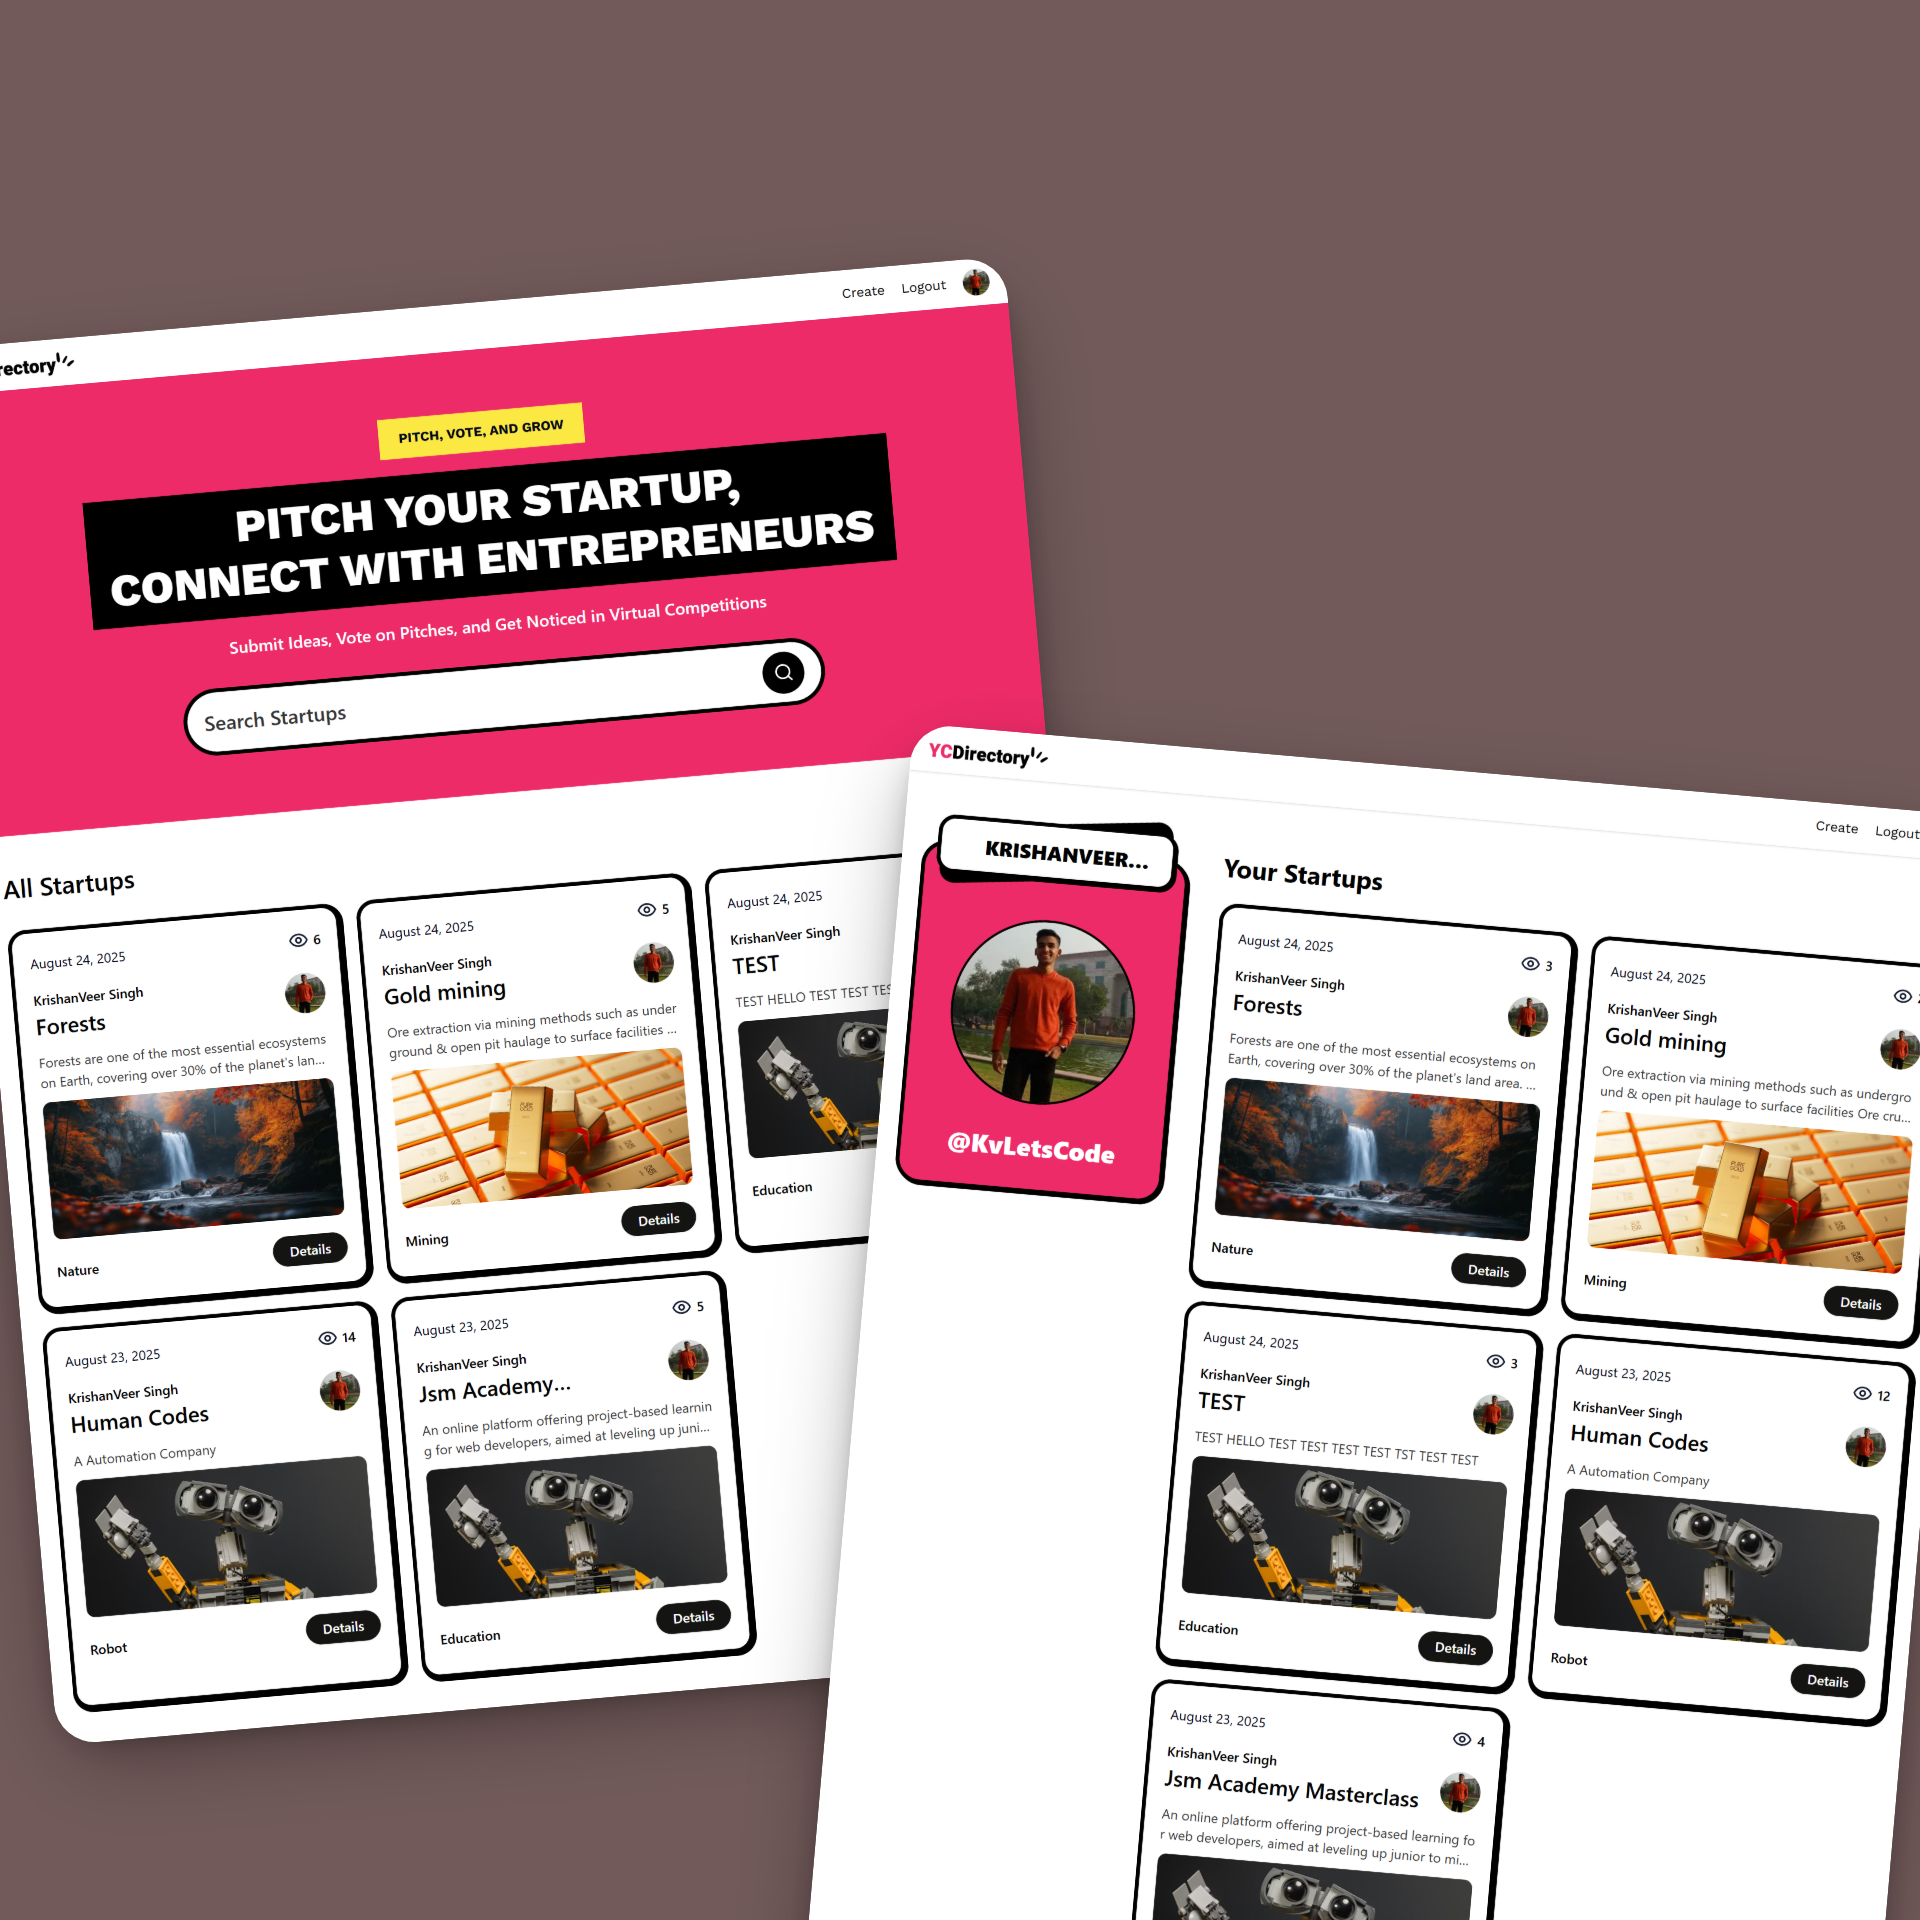 rectory
Create
Logout
PITCH, VOTE, AND GROW
PITCH YOUR STARTUP,
CONNECT WITH ENTREPRENEURS
Submit Ideas, Vote on Pitches, and Get Noticed in Virtual Competitions
Search Startups
All Startups
August 24, 2025
6
KrishanVeer Singh
Forests
Forests are one of the most essential ecosystems
on Earth, covering over 30% of the planet's lan...
Nature
Details
August 24, 2025
5
KrishanVeer Singh
Gold mining
Ore extraction via mining methods such as under
ground & open pit haulage to surface facilities ...
Mining
Details
August 24, 2025
KrishanVeer Singh
TEST
TEST HELLO TEST TEST TES
Education
August 23, 2025
14
KrishanVeer Singh
Human Codes
A Automation Company
Robot
Details
August 23, 2025
5
KrishanVeer Singh
Jsm Academy...
An online platform offering project-based learnin
g for web developers, aimed at leveling up juni...
Education
Details
YCDirectory
Create
Logout
KRISHANVEER...
@KvLetsCode
Your Startups
August 24, 2025
3
KrishanVeer Singh
Forests
Forests are one of the most essential ecosystems on
Earth, covering over 30% of the planet's land area. ...
Nature
Details
August 24, 2025
KrishanVeer Singh
Gold mining
Ore extraction via mining methods such as undergro
und & open pit haulage to surface facilities Ore cru...
PURE
GOLD
Mining
Details
August 24, 2025
3
KrishanVeer Singh
TEST
TEST HELLO TEST TEST TEST TEST TST TEST TEST
Education
Details
August 23, 2025
12
KrishanVeer Singh
Human Codes
A Automation Company
Robot
Details
August 23, 2025
4
KrishanVeer Singh
Jsm Academy Masterclass
An online platform offering project-based learning fo
r web developers, aimed at leveling up junior to mi...